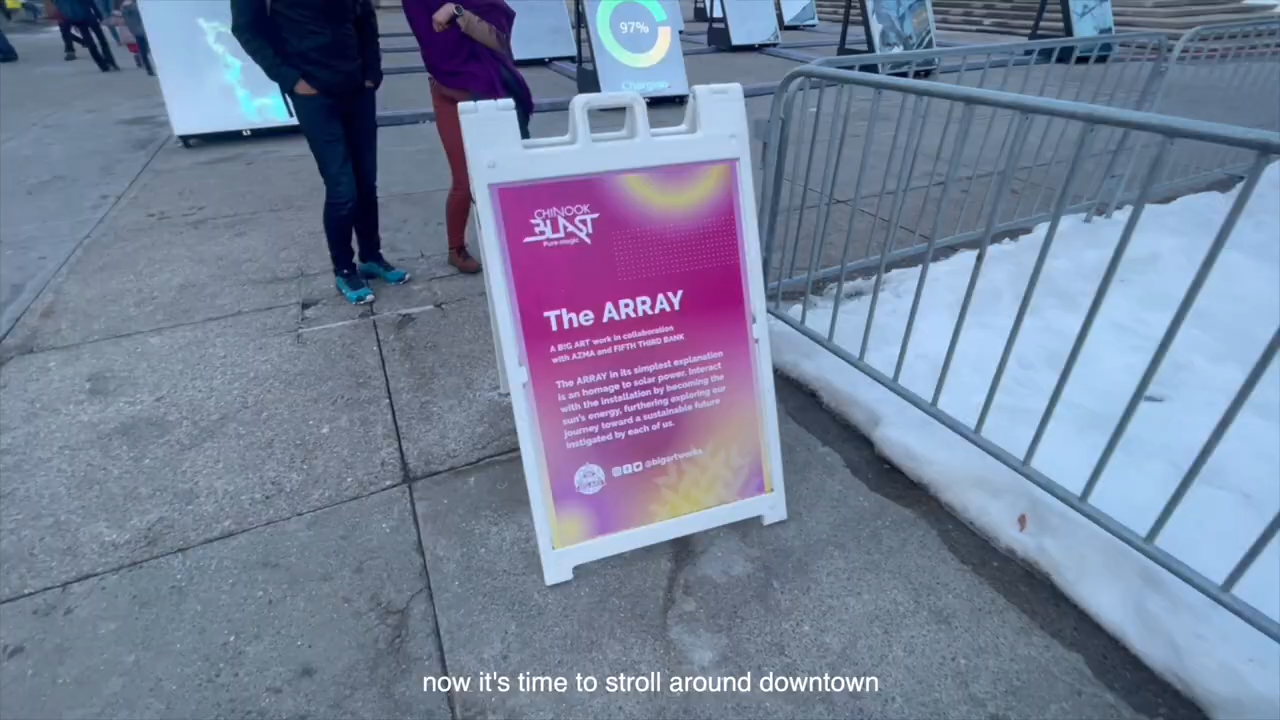 97%
Charged
CHINOOK
BLAST
Pure magic
The ARRAY
A BIG ART work in collaboration
with AZMA and FIFTH THIRD BANK
The ARRAY in its simplest explanation
is an homage to solar power. Interact
with the installation by becoming the
sun's energy, furthering exploring our
journey toward a sustainable future
instigated by each of us.
@bigartworks
now it's time to stroll around downtown